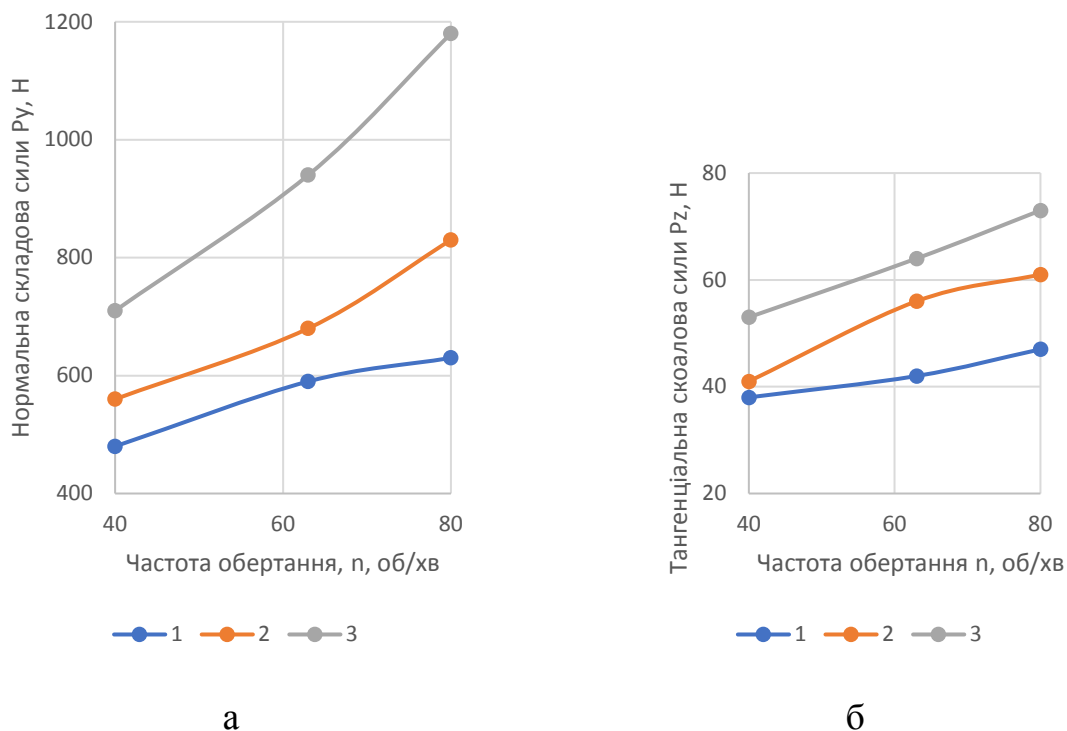 Нормальна складова сили Ру, Н
1200
1000
800
600
400
40
60
80
Частота обертання, n, об/хв
1 2 3
а
Тангенціальна скоалова сили Pz, Н
80
60
40
20
40
60
80
Частота обертання n, об/хв
1 2 3
б